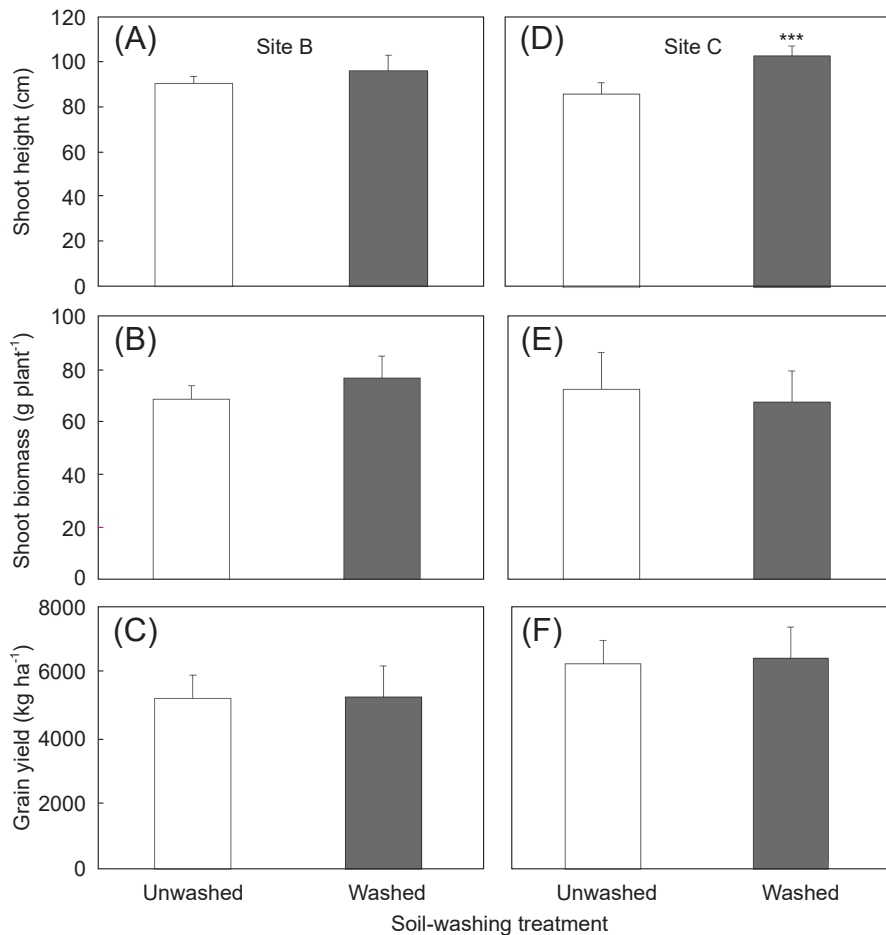 Shoot height (cm)
120
100
80
60
40
20
0
(A)
Site B
(D)
Site C
***
Shoot biomass (g plant⁻¹)
100
80
60
40
20
0
(B)
(E)
Grain yield (kg ha⁻¹)
8000
6000
4000
2000
0
(C)
(F)
Unwashed
Washed
Unwashed
Washed
Soil-washing treatment